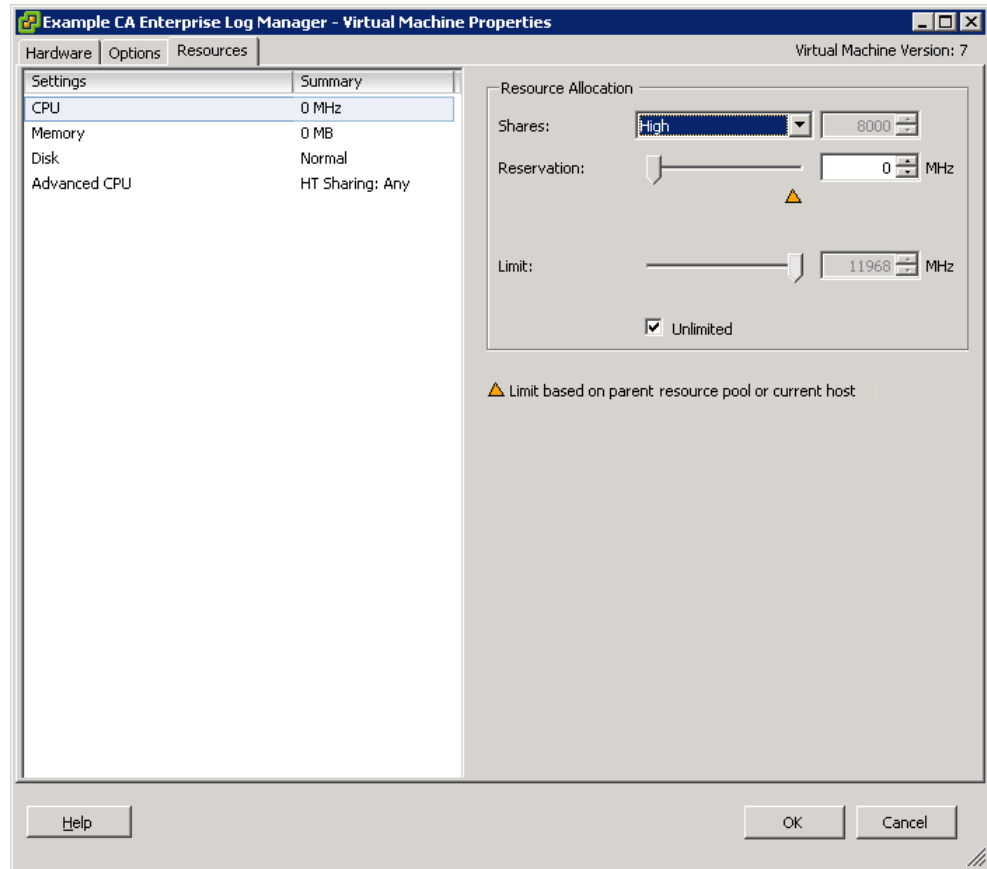 Example CA Enterprise Log Manager - Virtual Machine Properties
Hardware Options Resources Virtual Machine Version: 7
Settings Summary
CPU 0 MHz
Memory 0 MB
Disk Normal
Advanced CPU HT Sharing: Any
Resource Allocation
Shares: High 8000
Reservation: 0 MHz
Limit: 11968 MHz
Unlimited
Limit based on parent resource pool or current host
Help OK Cancel